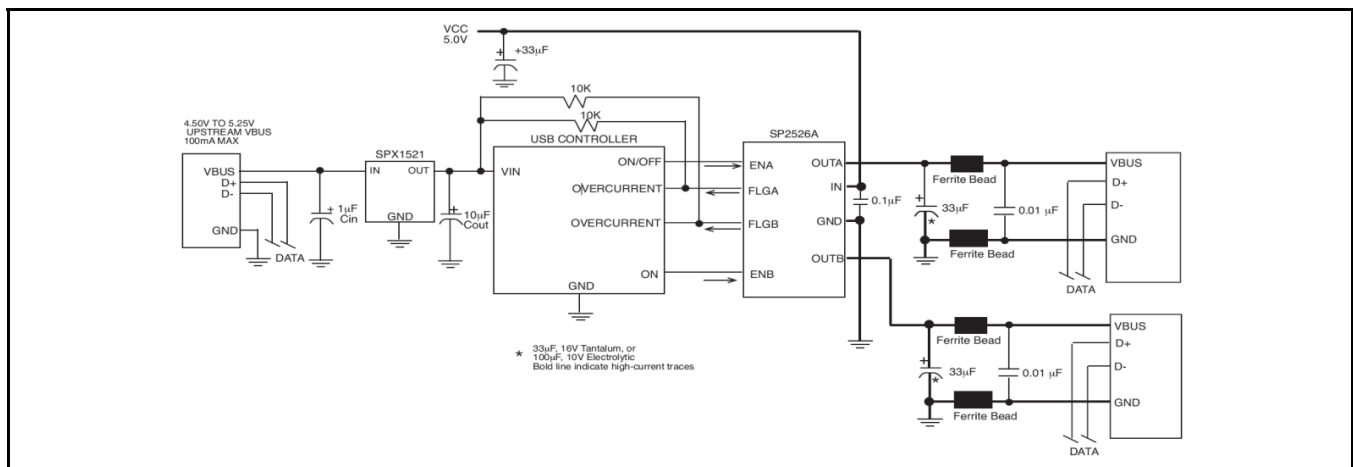 VCC
5.0V
+
+33µF
10K
10K
4.50V TO 5.25V
UPSTREAM VBUS
100mA MAX
VBUS
D+
D-
GND
DATA
+
1µF
Cin
SPX1521
IN
OUT
GND
+
10µF
Cout
USB CONTROLLER
VIN
ON/OFF
OVERCURRENT
OVERCURRENT
ON
GND
SP2526A
ENA
FLGA
FLGB
ENB
OUTA
IN
GND
OUTB
0.1µF
Ferrite Bead
+
33µF
*
0.01 µF
Ferrite Bead
VBUS
D+
D-
GND
DATA
Ferrite Bead
+
33µF
*
0.01 µF
Ferrite Bead
VBUS
D+
D-
GND
DATA
* 33µF, 16V Tantalum, or
100µF, 10V Electrolytic
Bold line indicate high-current traces